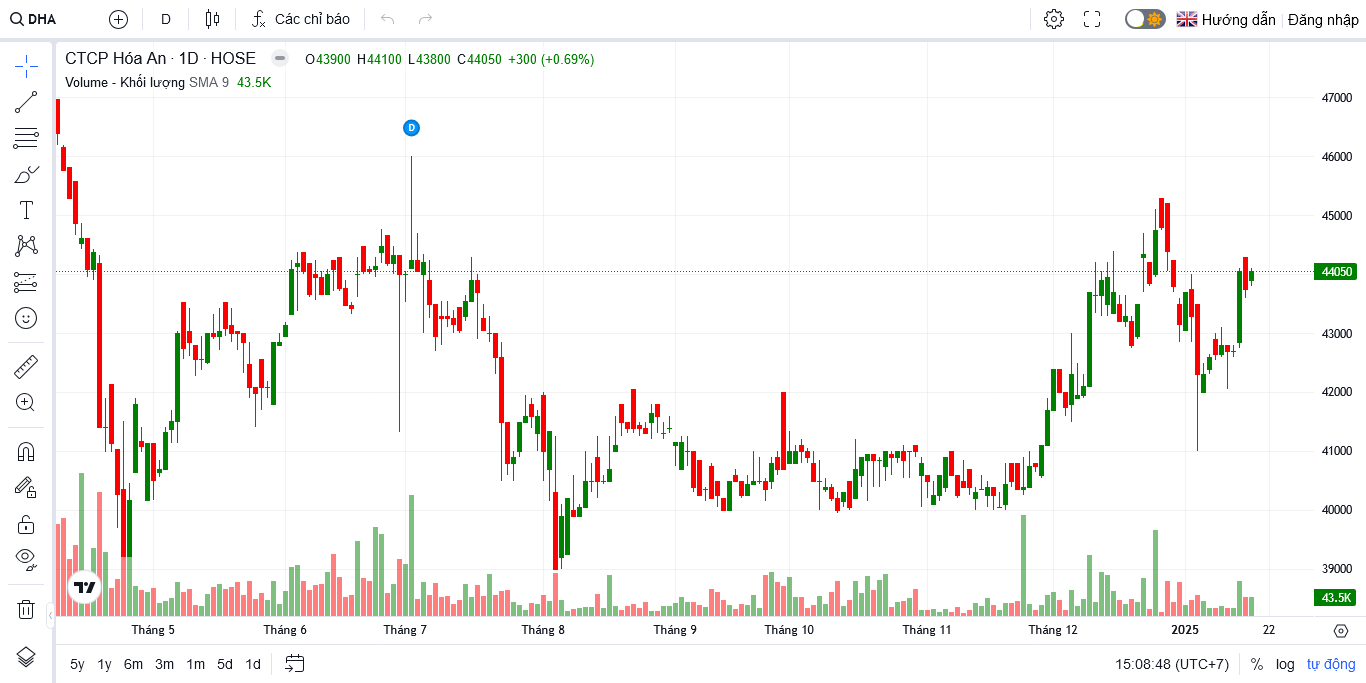 DHA D Các chỉ báo Hướng dẫn Đăng nhập
CTCP Hóa An · 1D · HOSE O43900 H44100 L43800 C44050 +300 (+0.69%)
Volume - Khối lượng SMA 9 43.5K
D
47000
46000
45000
44050
43000
42000
41000
40000
39000
43.5K
Tháng 5 Tháng 6 Tháng 7 Tháng 8 Tháng 9 Tháng 10 Tháng 11 Tháng 12 2025 22
5y 1y 6m 3m 1m 5d 1d 15:08:48 (UTC+7) % log tự động